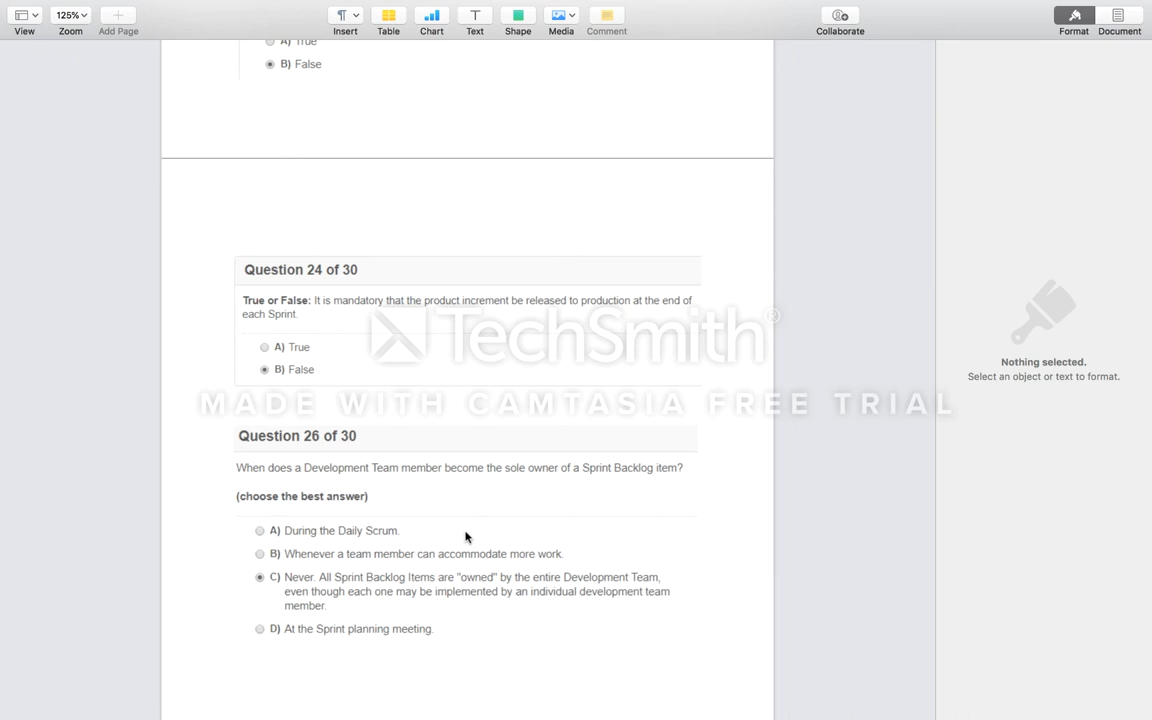 125%
View
Zoom
Add Page
Insert
Table
Chart
Text
Shape
Media
Comment
Collaborate
Format
Document
A) True
B) False
Question 24 of 30
True or False: It is mandatory that the product increment be released to production at the end of
each Sprint.
A) True
B) False
TechSmith®
MADE WITH CAMTASIA FREE TRIAL
Question 26 of 30
When does a Development Team member become the sole owner of a Sprint Backlog item?
(choose the best answer)
A) During the Daily Scrum.
B) Whenever a team member can accommodate more work.
C) Never. All Sprint Backlog Items are "owned" by the entire Development Team,
even though each one may be implemented by an individual development team
member.
D) At the Sprint planning meeting.
Nothing selected.
Select an object or text to format.